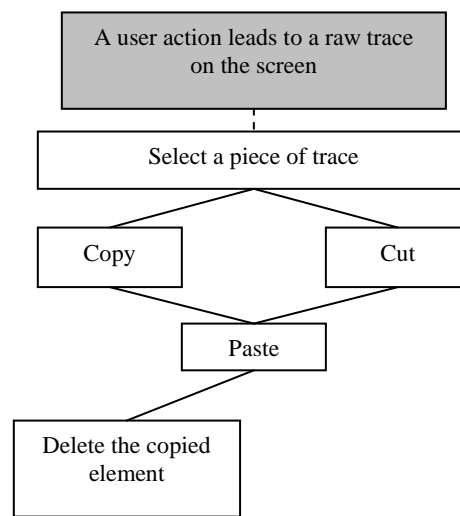 A user action leads to a raw trace
on the screen
Select a piece of trace
Copy
Cut
Paste
Delete the copied
element